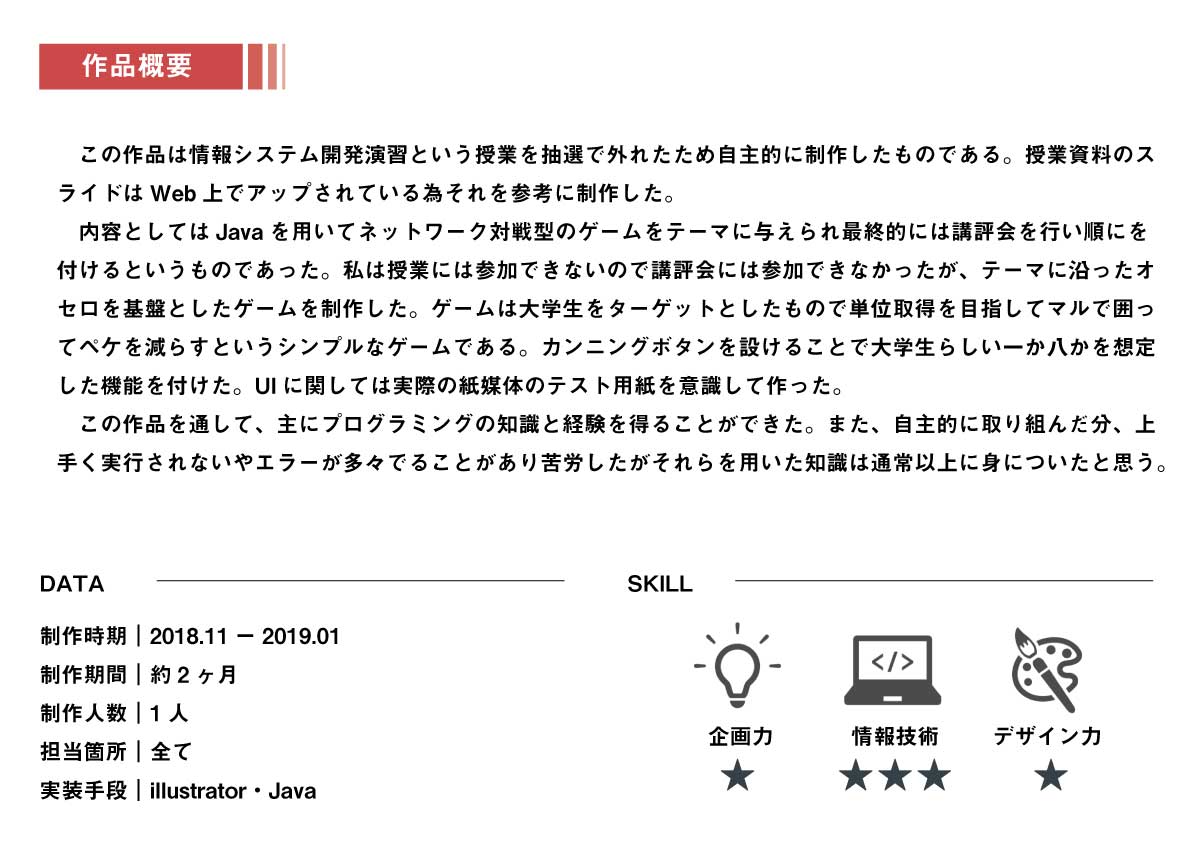 作品概要
この作品は情報システム開発演習という授業を抽選で外れたため自主的に制作したものである。授業資料のス
ライドは Web 上でアップされている為それを参考に制作した。
内容としては Java を用いてネットワーク対戦型のゲームをテーマに与えられ最終的には講評会を行い順にを
付けるというものであった。私は授業には参加できないので講評会には参加できなかったが、テーマに沿ったオ
セロを基盤としたゲームを制作した。ゲームは大学生をターゲットとしたもので単位取得を目指してマルで囲っ
てペケを減らすというシンプルなゲームである。カンニングボタンを設けることで大学生らしい一か八かを想定
した機能を付けた。UI に関しては実際の紙媒体のテスト用紙を意識して作った。
この作品を通して、主にプログラミングの知識と経験を得ることができた。また、自主的に取り組んだ分、上
手く実行されないやエラーが多々でることがあり苦労したがそれらを用いた知識は通常以上に身についたと思う。
DATA
制作時期｜2018.11 ー 2019.01
制作期間｜約 2 ヶ月
制作人数｜1 人
担当箇所｜全て
実装手段｜illustrator・Java
SKILL
</>
企画力
★
情報技術
★★★
デザイン力
★